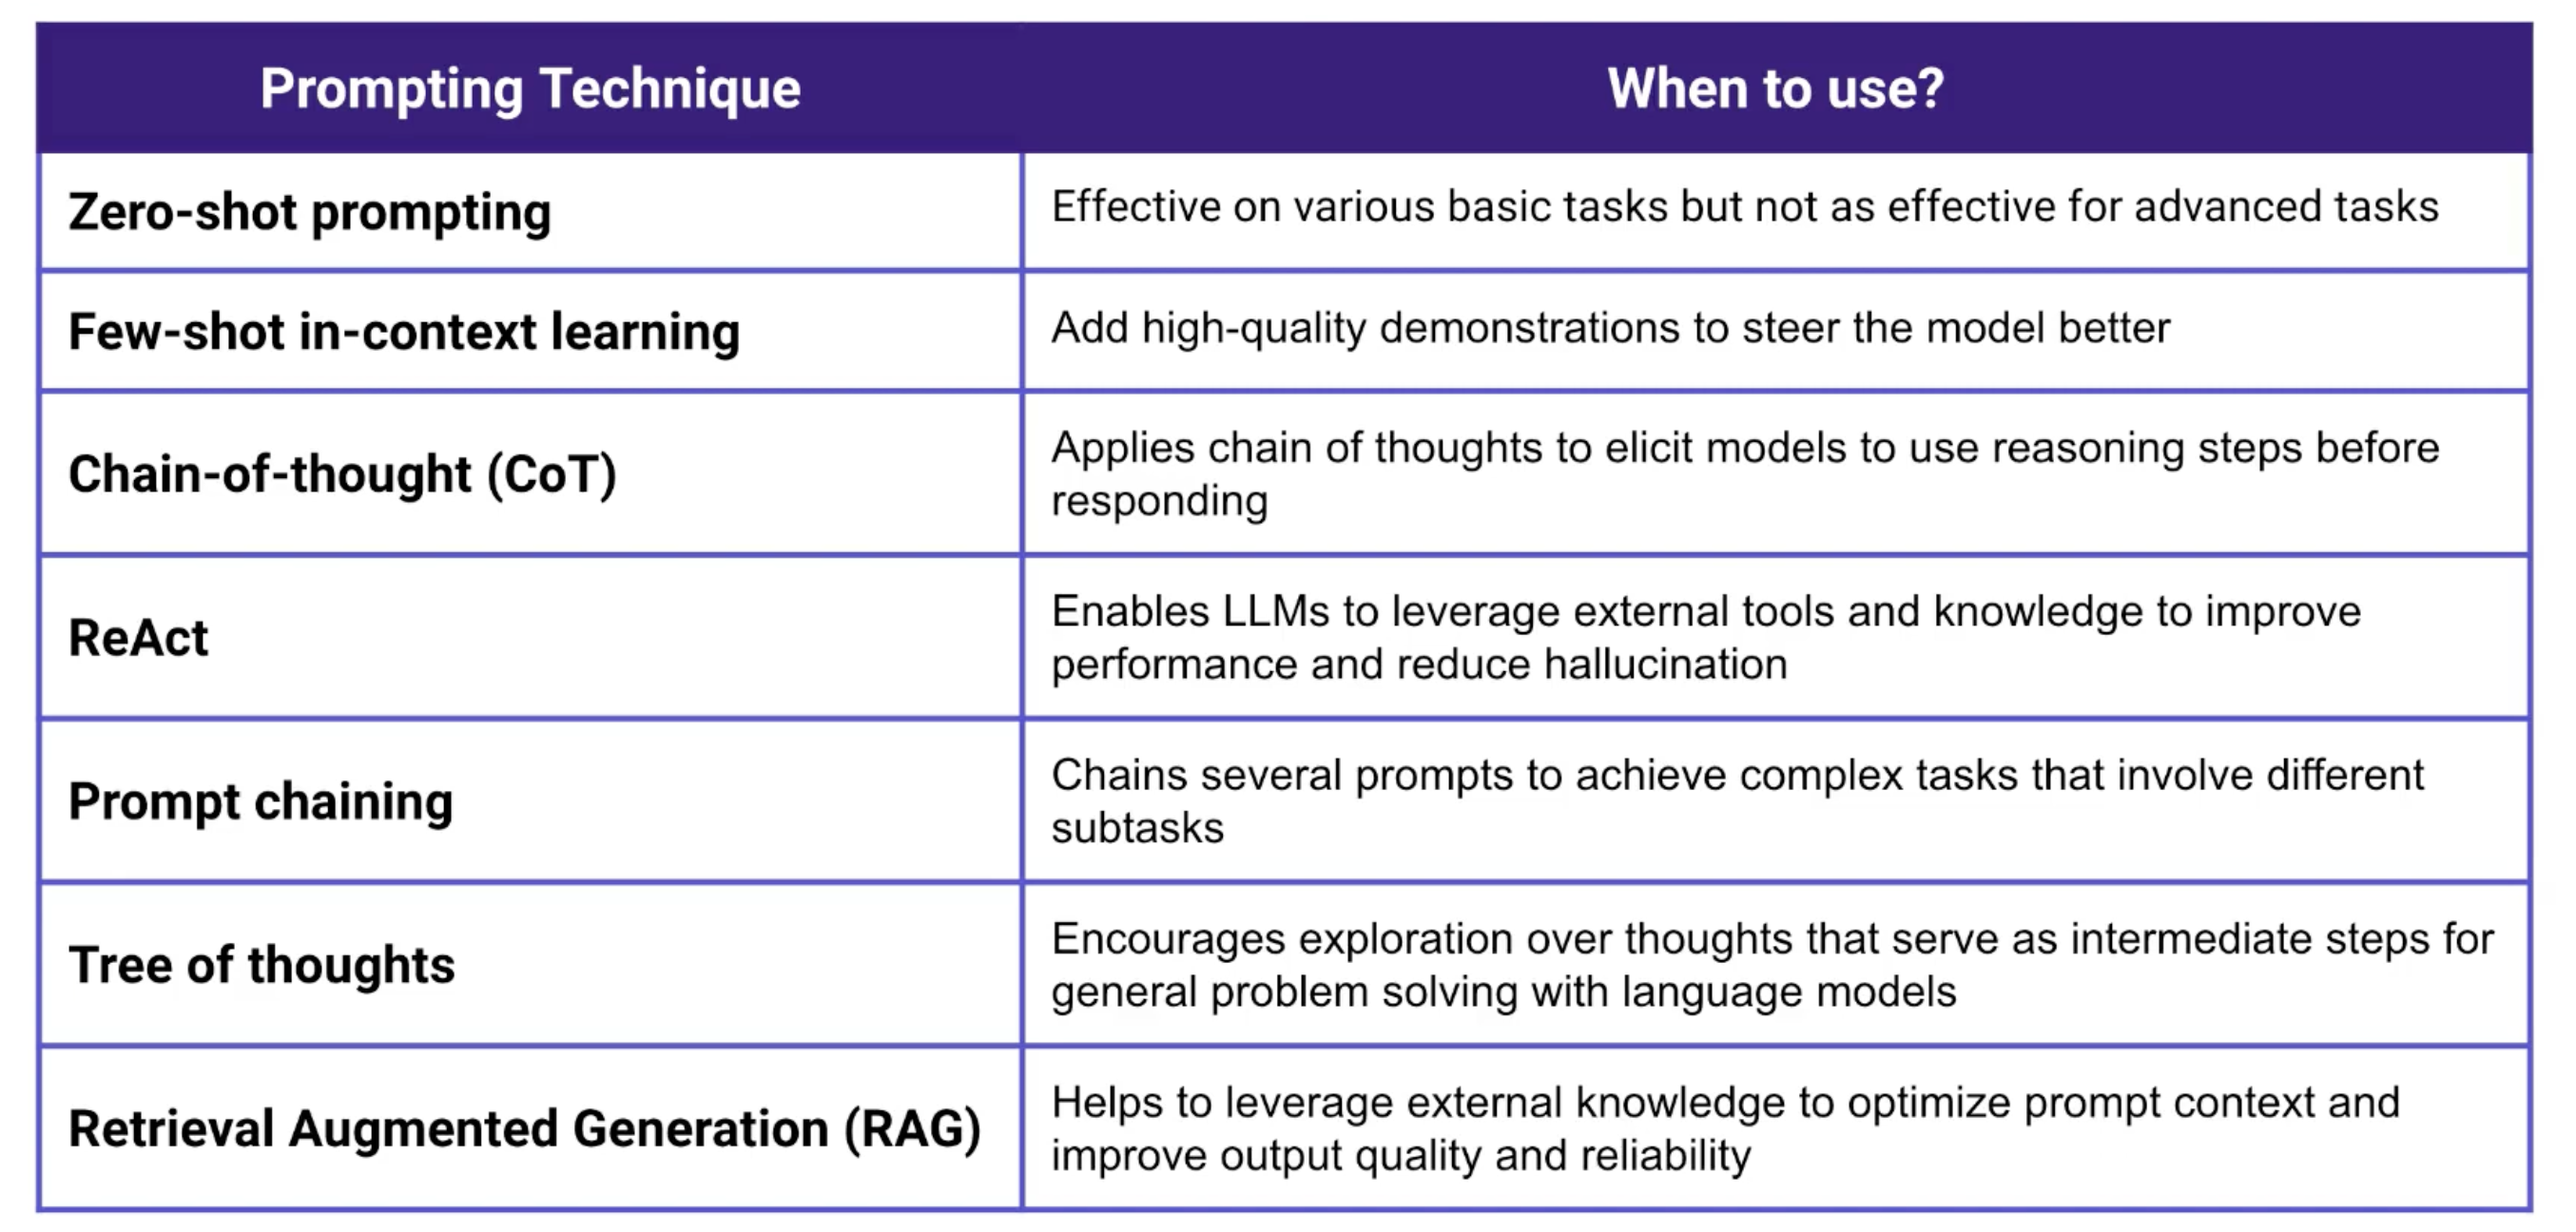 Prompting Technique
When to use?
Zero-shot prompting
Effective on various basic tasks but not as effective for advanced tasks
Few-shot in-context learning
Add high-quality demonstrations to steer the model better
Chain-of-thought (CoT)
Applies chain of thoughts to elicit models to use reasoning steps before
responding
ReAct
Enables LLMs to leverage external tools and knowledge to improve
performance and reduce hallucination
Prompt chaining
Chains several prompts to achieve complex tasks that involve different
subtasks
Tree of thoughts
Encourages exploration over thoughts that serve as intermediate steps for
general problem solving with language models
Retrieval Augmented Generation (RAG)
Helps to leverage external knowledge to optimize prompt context and
improve output quality and reliability